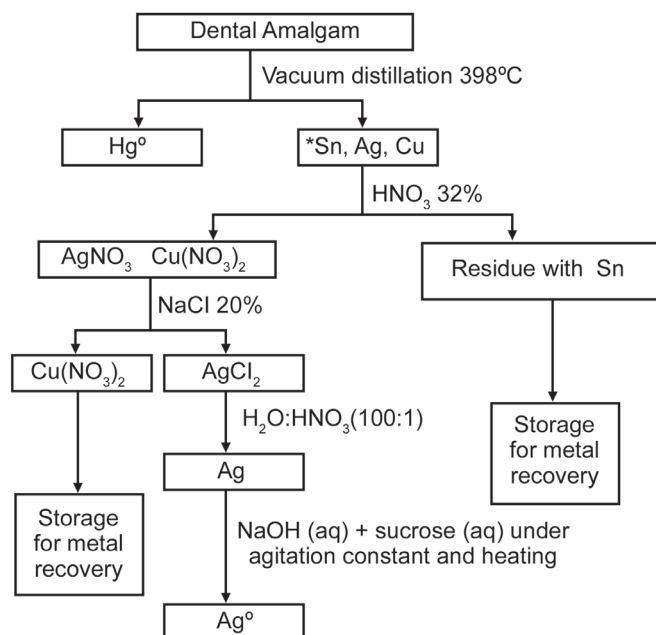 Dental Amalgam
Vacuum distillation 398ºC
Hgº
*Sn, Ag, Cu
HNO₃ 32%
AgNO₃ Cu(NO₃)₂
Residue with Sn
NaCl 20%
Cu(NO₃)₂
AgCl₂
H₂O:HNO₃(100:1)
Storage
for metal
recovery
Ag
Storage
for metal
recovery
NaOH (aq) + sucrose (aq) under
agitation constant and heating
Agº